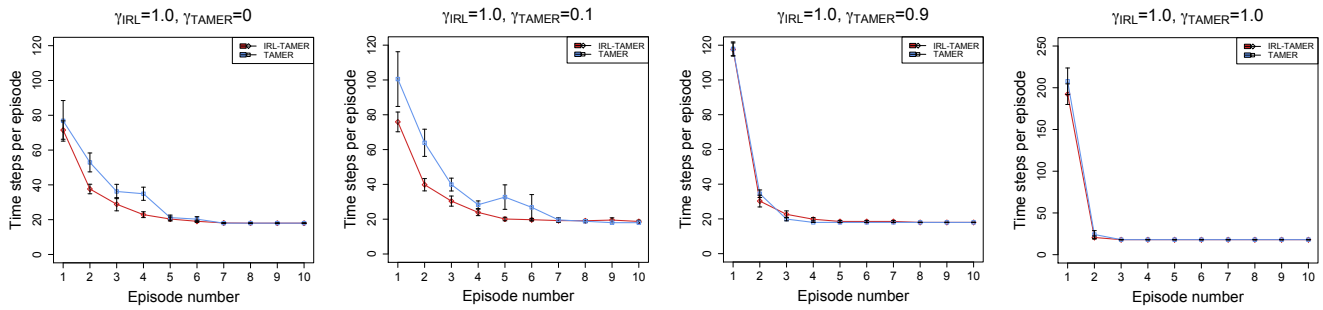 γIRL=1.0, γTAMER=0
Time steps per episode
120
100
80
60
40
20
0
IRL-TAMER
TAMER
1 2 3 4 5 6 7 8 9 10
Episode number
γIRL=1.0, γTAMER=0.1
Time steps per episode
120
100
80
60
40
20
0
IRL-TAMER
TAMER
1 2 3 4 5 6 7 8 9 10
Episode number
γIRL=1.0, γTAMER=0.9
Time steps per episode
120
100
80
60
40
20
0
IRL-TAMER
TAMER
1 2 3 4 5 6 7 8 9 10
Episode number
γIRL=1.0, γTAMER=1.0
Time steps per episode
250
200
150
100
50
0
IRL-TAMER
TAMER
1 2 3 4 5 6 7 8 9 10
Episode number